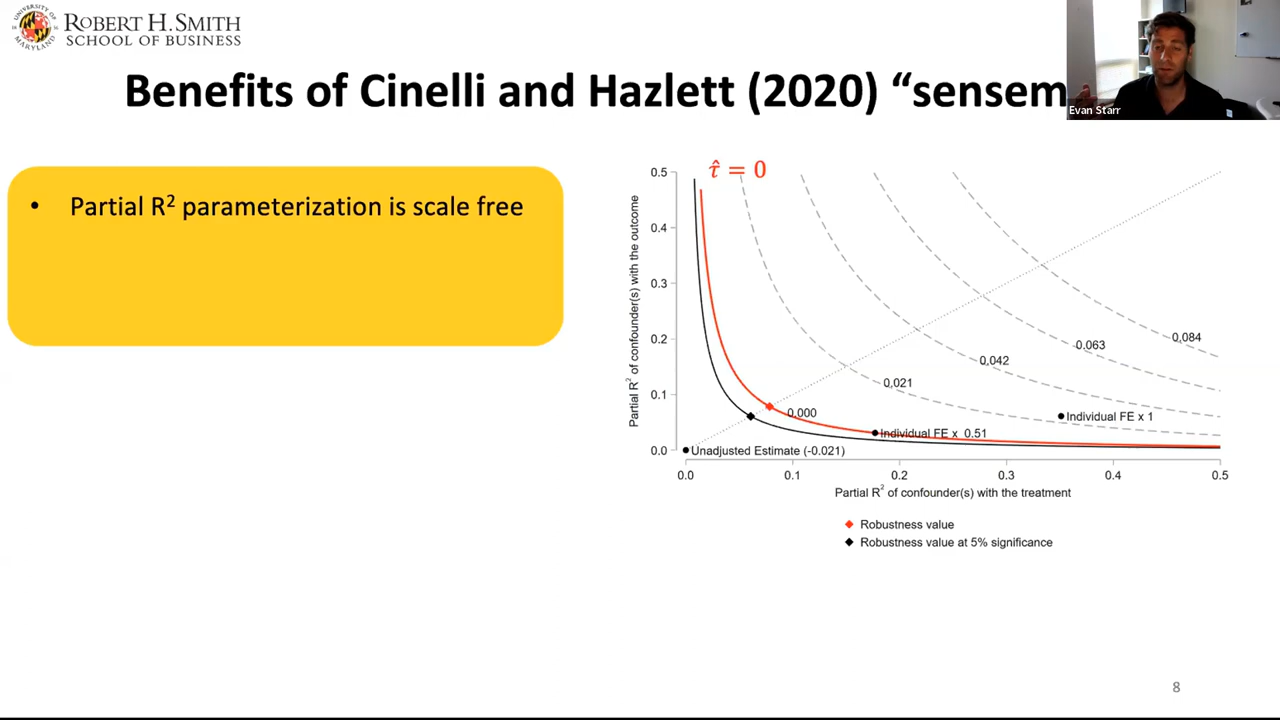 UNIVERSITY OF
MARYLAND
ROBERT H. SMITH
SCHOOL OF BUSINESS
Benefits of Cinelli and Hazlett (2020) “sensem
Evan Starr
• Partial R² parameterization is scale free
τ̂ = 0
Partial R² of confounder(s) with the outcome
0.5
0.4
0.3
0.2
0.1
0.0
0.084
0.063
0.042
0.021
0.000
Individual FE x 1
Individual FE x 0.51
Unadjusted Estimate (-0.021)
0.0 0.1 0.2 0.3 0.4 0.5
Partial R² of confounder(s) with the treatment
Robustness value
Robustness value at 5% significance
8